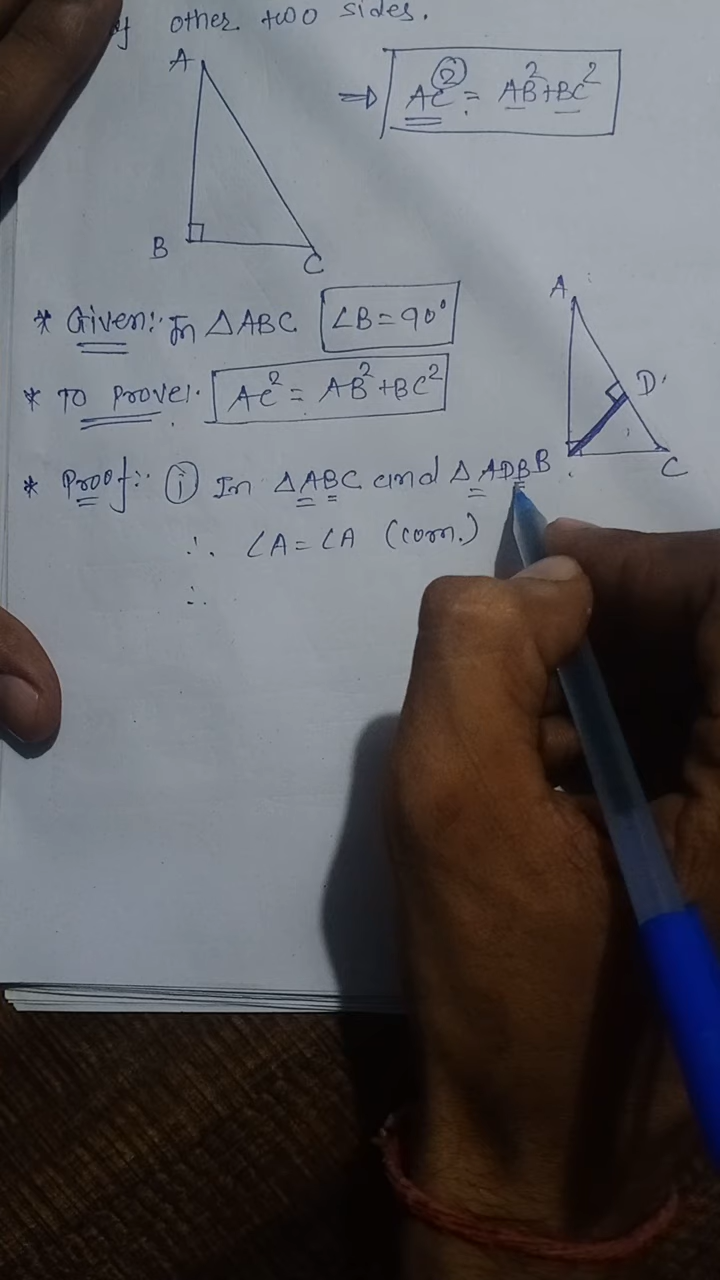 other two sides.
A
⇒ AC² = AB² + BC²
B
C
* Given:- In △ABC ∠B = 90°
A
* To Prove:- AC² = AB² + BC²
D
* Proof:- (i) In △ABC and △ADB
B
C
∴ ∠A = ∠A (com.)
∴